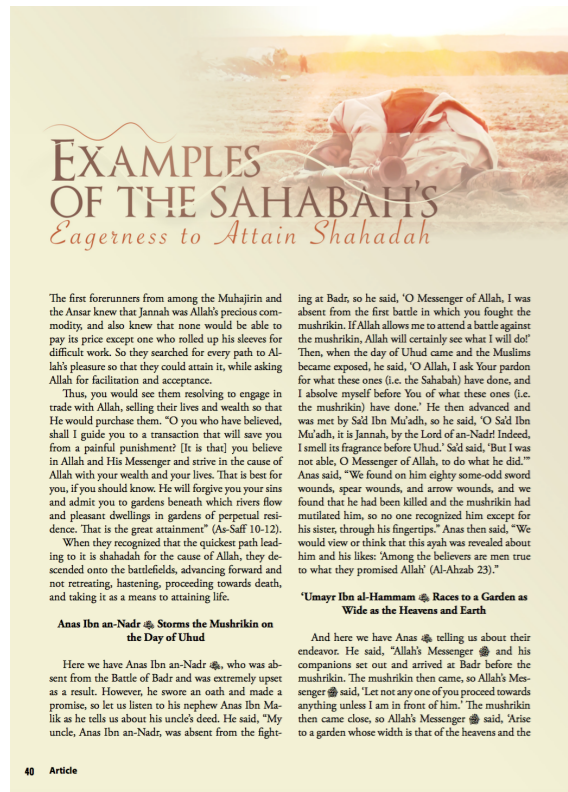 EXAMPLES
OF THE SAHABAH'S
Eagerness to Attain Shahadah
The first forerunners from among the Muhajirin and
the Ansar knew that Jannah was Allah's precious com-
modity, and also knew that none would be able to
pay its price except one who rolled up his sleeves for
difficult work. So they searched for every path to Al-
lah's pleasure so that they could attain it, while asking
Allah for facilitation and acceptance.
Thus, you would see them resolving to engage in
trade with Allah, selling their lives and wealth so that
He would purchase them. “O you who have believed,
shall I guide you to a transaction that will save you
from a painful punishment? [It is that] you believe
in Allah and His Messenger and strive in the cause of
Allah with your wealth and your lives. That is best for
you, if you should know. He will forgive you your sins
and admit you to gardens beneath which rivers flow
and pleasant dwellings in gardens of perpetual resi-
dence. That is the great attainment” (As-Saff 10-12).
When they recognized that the quickest path lead-
ing to it is shahadah for the cause of Allah, they de-
scended onto the battlefields, advancing forward and
not retreating, hastening, proceeding towards death,
and taking it as a means to attaining life.
Anas Ibn an-Nadr Storms the Mushrikin on
the Day of Uhud
Here we have Anas Ibn an-Nadr , who was ab-
sent from the Battle of Badr and was extremely upset
as a result. However, he swore an oath and made a
promise, so let us listen to his nephew Anas Ibn Ma-
lik as he tells us about his uncle's deed. He said, “My
uncle, Anas Ibn an-Nadr, was absent from the fight-
ing at Badr, so he said, ‘O Messenger of Allah, I was
absent from the first battle in which you fought the
mushrikin. If Allah allows me to attend a battle against
the mushrikin, Allah will certainly see what I will do!’
Then, when the day of Uhud came and the Muslims
became exposed, he said, ‘O Allah, I ask Your pardon
for what these ones (i.e. the Sahabah) have done, and
I absolve myself before You of what these ones (i.e.
the mushrikin) have done.’ He then advanced and
was met by Sa'd Ibn Mu'adh, so he said, ‘O Sa'd Ibn
Mu'adh, it is Jannah, by the Lord of an-Nadr! Indeed,
I smell its fragrance before Uhud.’ Sa'd said, ‘But I was
not able, O Messenger of Allah, to do what he did.’”
Anas said, “We found on him eighty some-odd sword
wounds, spear wounds, and arrow wounds, and we
found that he had been killed and the mushrikin had
mutilated him, so no one recognized him except for
his sister, through his fingertips.” Anas then said, “We
would view or think that this ayah was revealed about
him and his likes: ‘Among the believers are men true
to what they promised Allah’ (Al-Ahzab 23).”
‘Umayr Ibn al-Hammam Races to a Garden as
Wide as the Heavens and Earth
And here we have Anas telling us about their
endeavor. He said, “Allah's Messenger and his
companions set out and arrived at Badr before the
mushrikin. The mushrikin then came, so Allah's Mes-
senger said, ‘Let not any one of you proceed towards
anything unless I am in front of him.’ The mushrikin
then came close, so Allah's Messenger said, ‘Arise
to a garden whose width is that of the heavens and the
40 Article